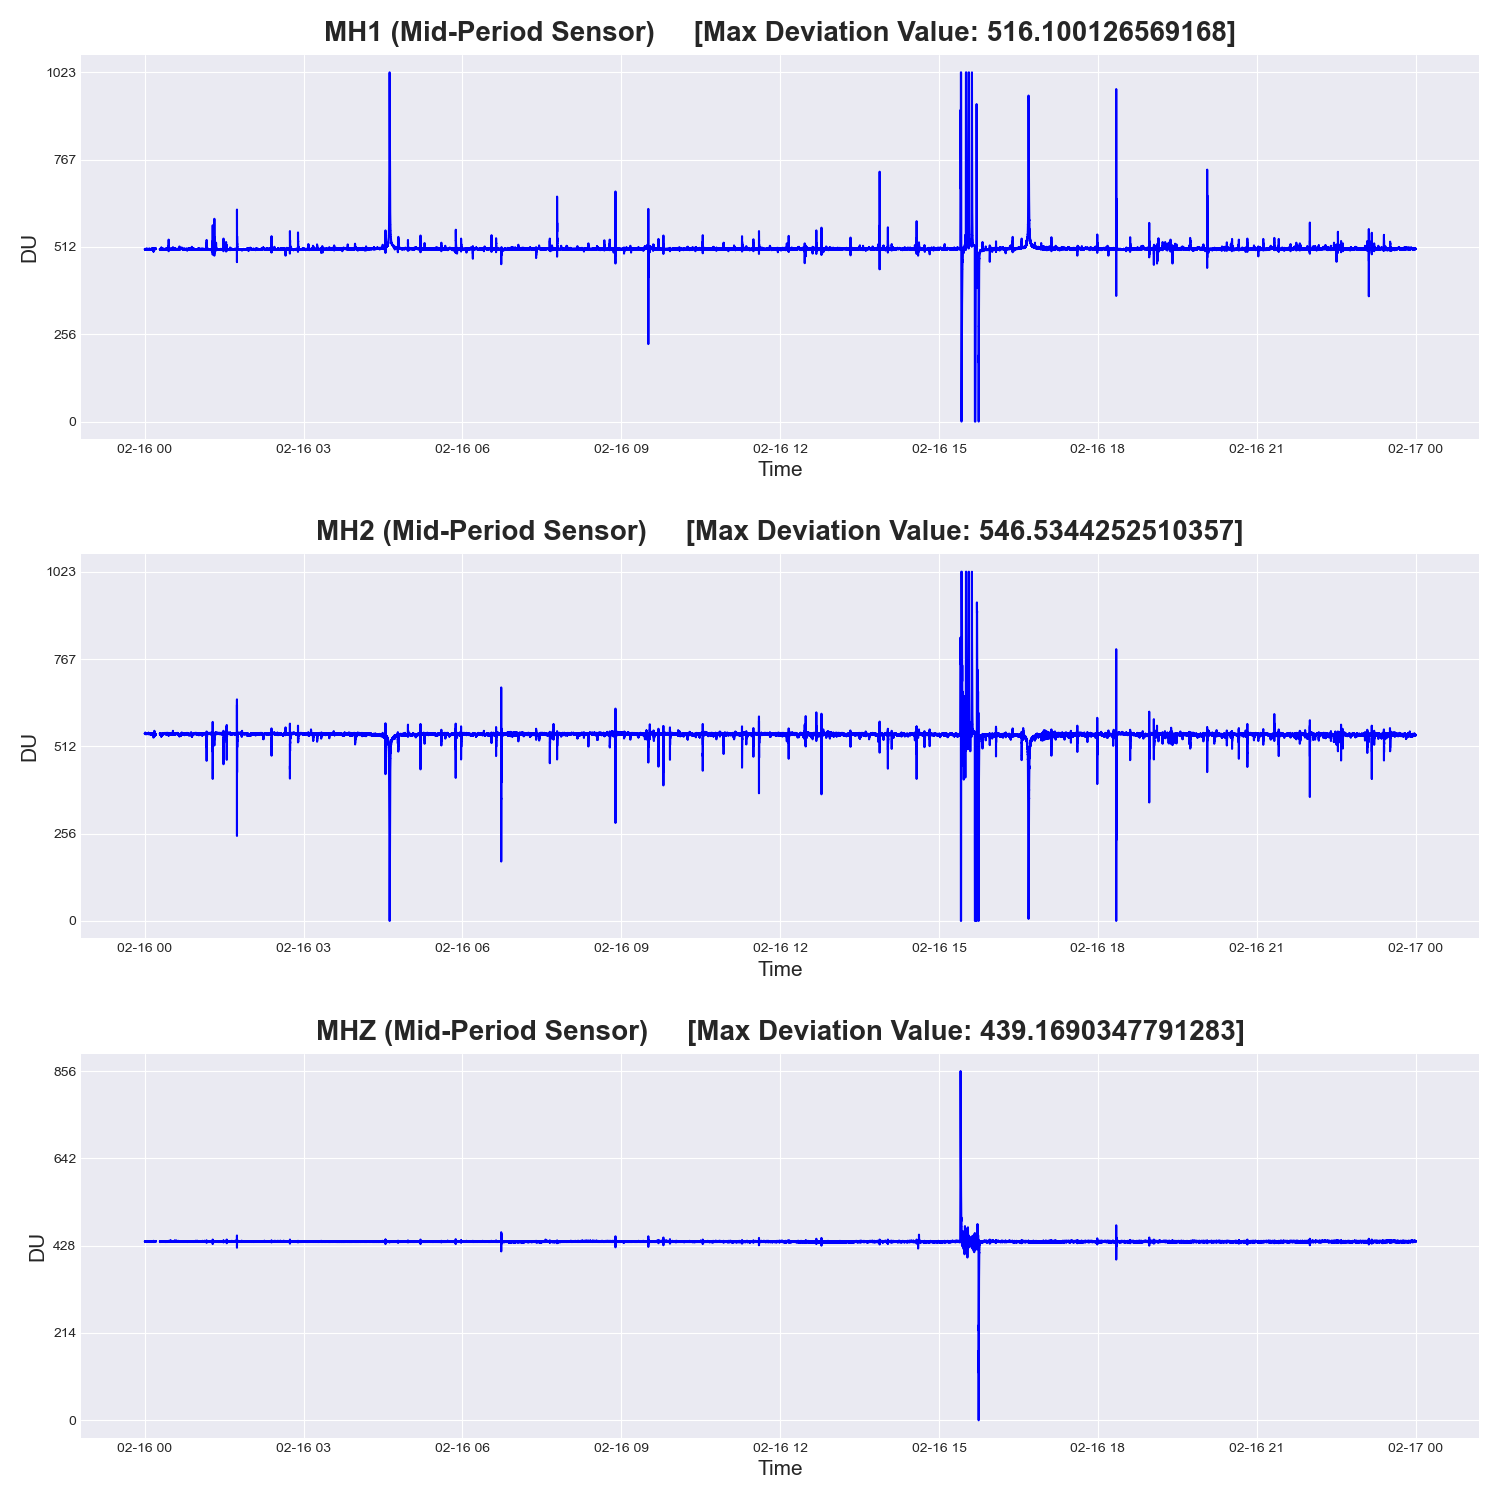 MH1 (Mid-Period Sensor) [Max Deviation Value: 516.100126569168]
1023
767
512
256
0
DU
02-16 00 02-16 03 02-16 06 02-16 09 02-16 12 02-16 15 02-16 18 02-16 21 02-17 00
Time
MH2 (Mid-Period Sensor) [Max Deviation Value: 546.5344252510357]
1023
767
512
256
0
DU
02-16 00 02-16 03 02-16 06 02-16 09 02-16 12 02-16 15 02-16 18 02-16 21 02-17 00
Time
MHZ (Mid-Period Sensor) [Max Deviation Value: 439.1690347791283]
856
642
428
214
0
DU
02-16 00 02-16 03 02-16 06 02-16 09 02-16 12 02-16 15 02-16 18 02-16 21 02-17 00
Time